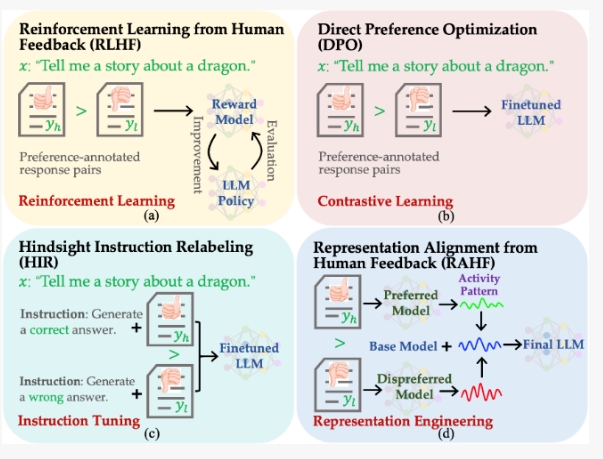 Reinforcement Learning from Human
Feedback (RLHF)
x: "Tell me a story about a dragon."
y_h
>
y_l
Reward
Model
Improvement
Evaluation
LLM
Policy
Preference-annotated
response pairs
Reinforcement Learning
(a)
Direct Preference Optimization
(DPO)
x: "Tell me a story about a dragon."
y_h
>
y_l
Finetuned
LLM
Preference-annotated
response pairs
Contrastive Learning
(b)
Hindsight Instruction Relabeling
(HIR)
x: "Tell me a story about a dragon."
Instruction: Generate
a correct answer.
+
y_h
>
Finetuned
LLM
Instruction: Generate
a wrong answer.
+
y_l
Instruction Tuning
(c)
Representation Alignment from
Human Feedback (RAHF)
y_h
Preferred
Model
Activity
Pattern
>
Base Model +
Final LLM
y_l
Dispreferred
Model
Representation Engineering
(d)